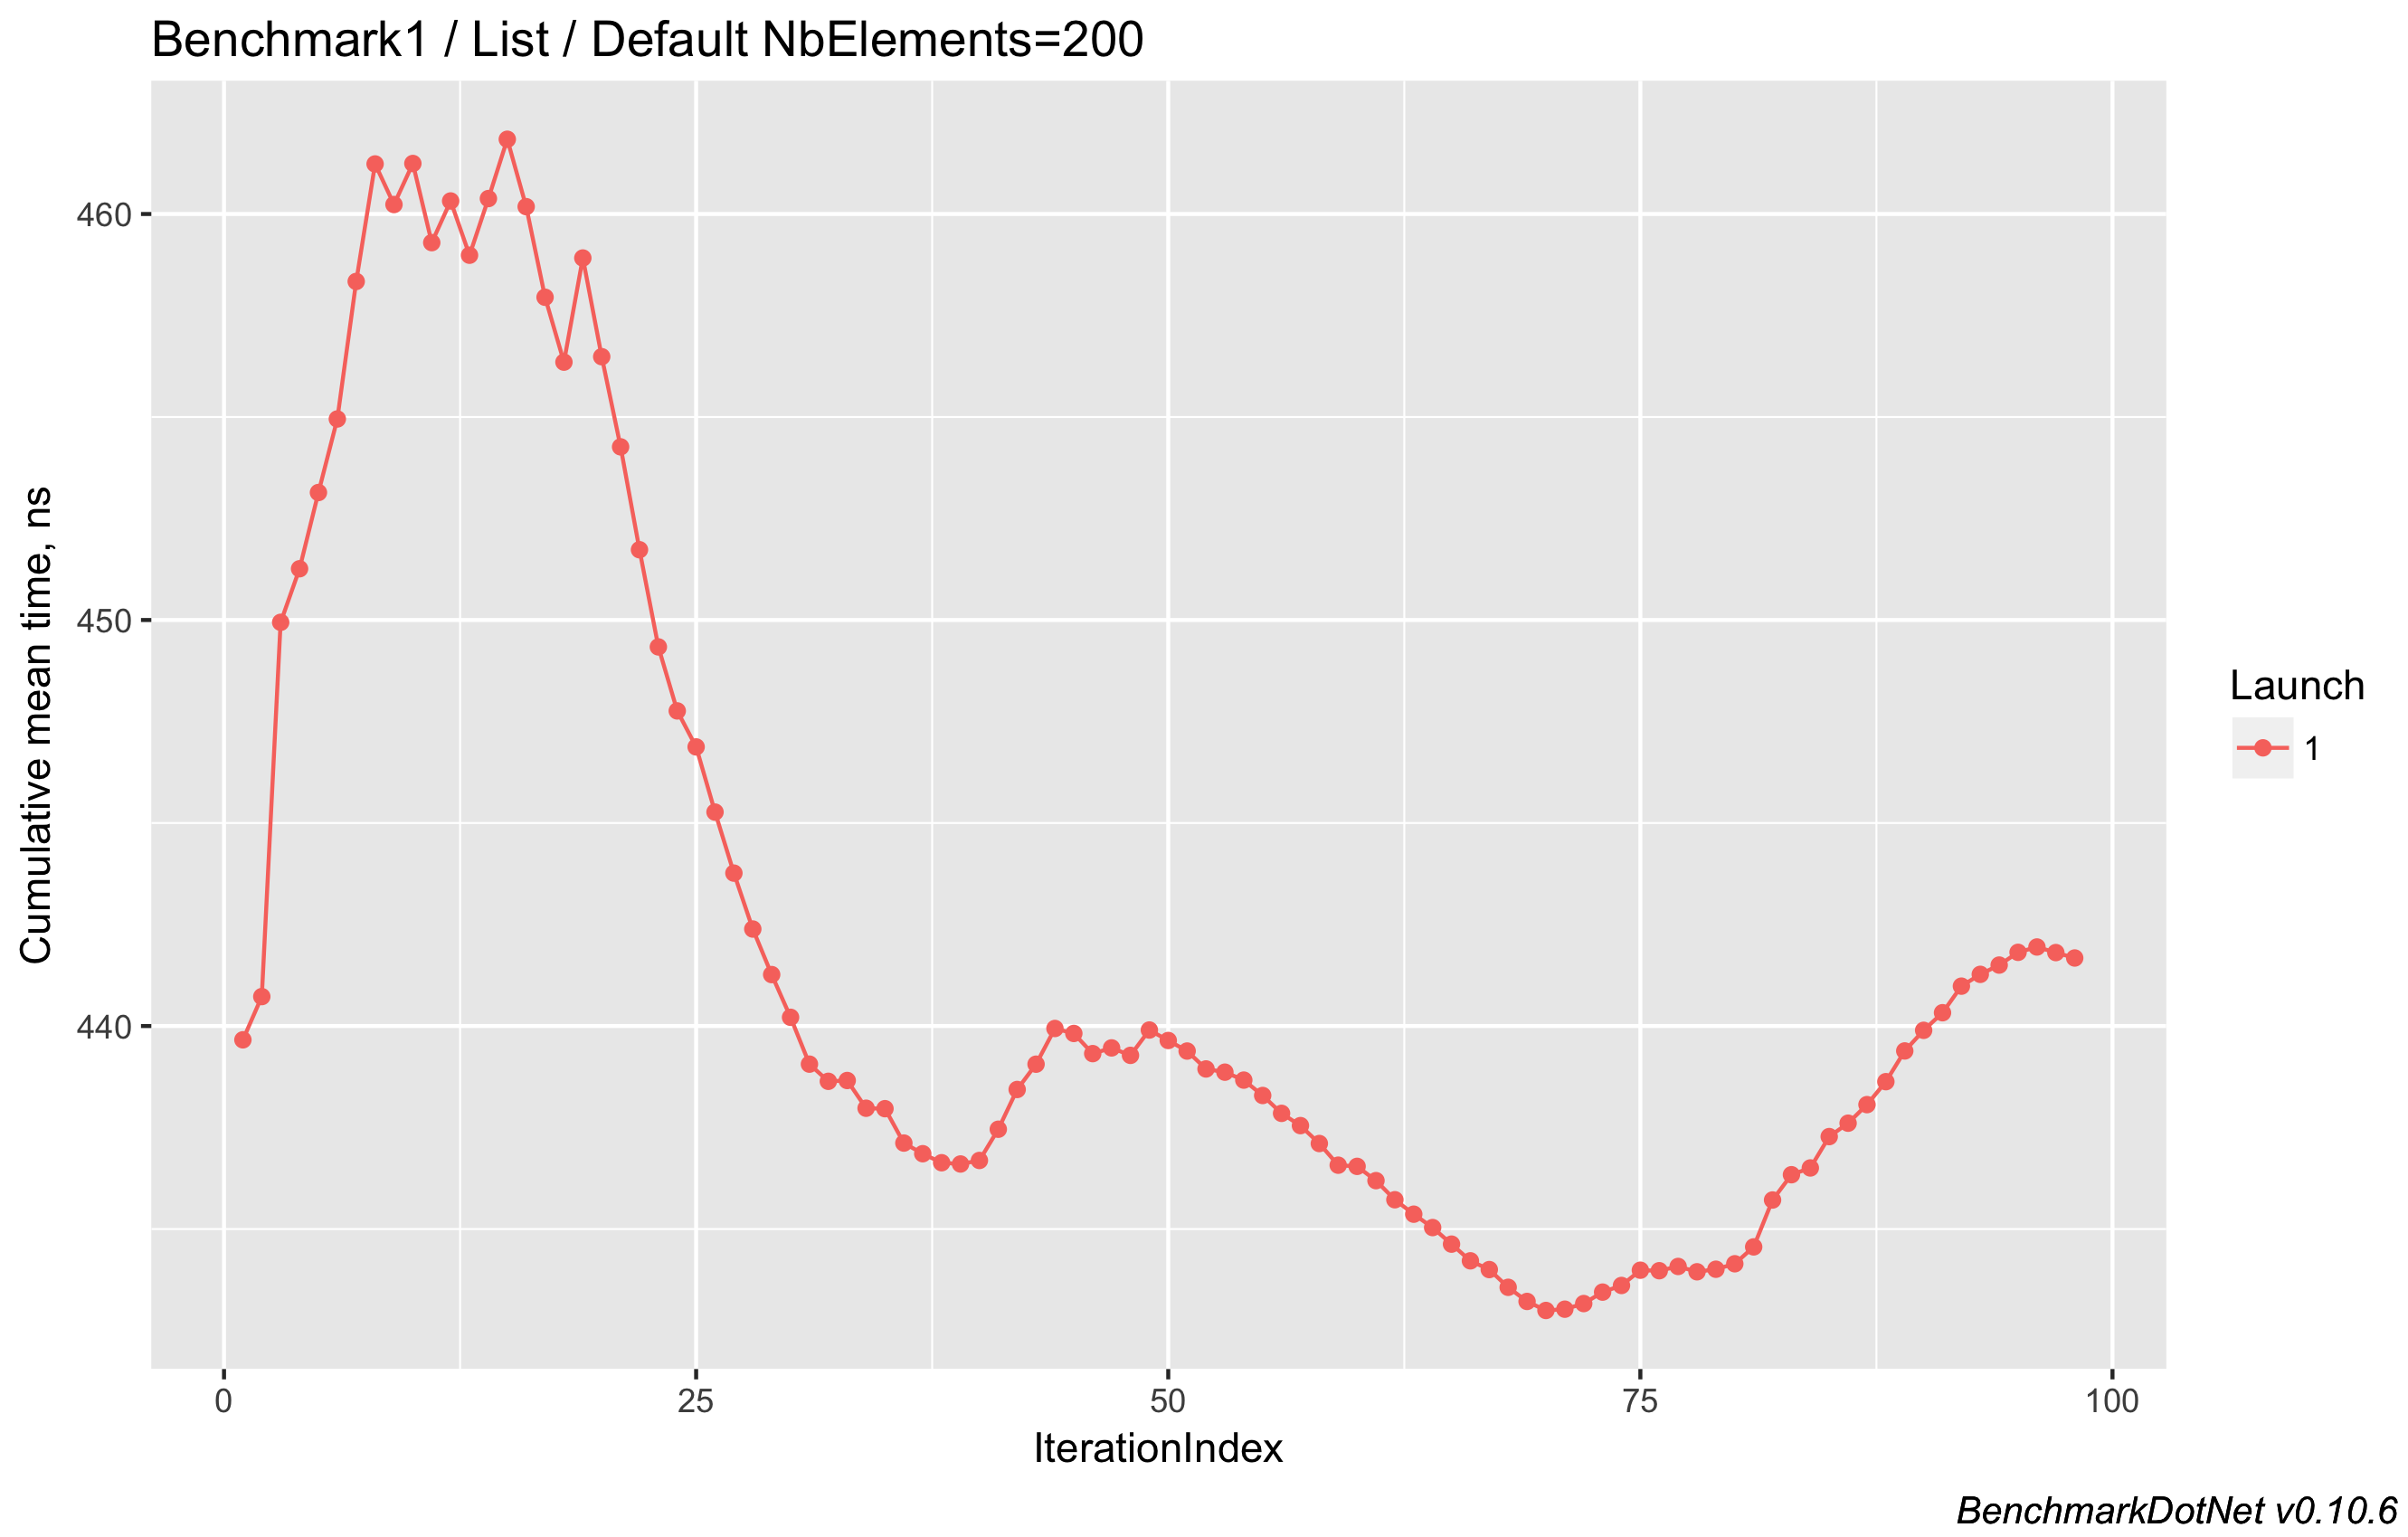 Benchmark1 / List / Default NbElements=200
Cumulative mean time, ns
460
450
440
0 25 50 75 100
IterationIndex
Launch
1
BenchmarkDotNet v0.10.6